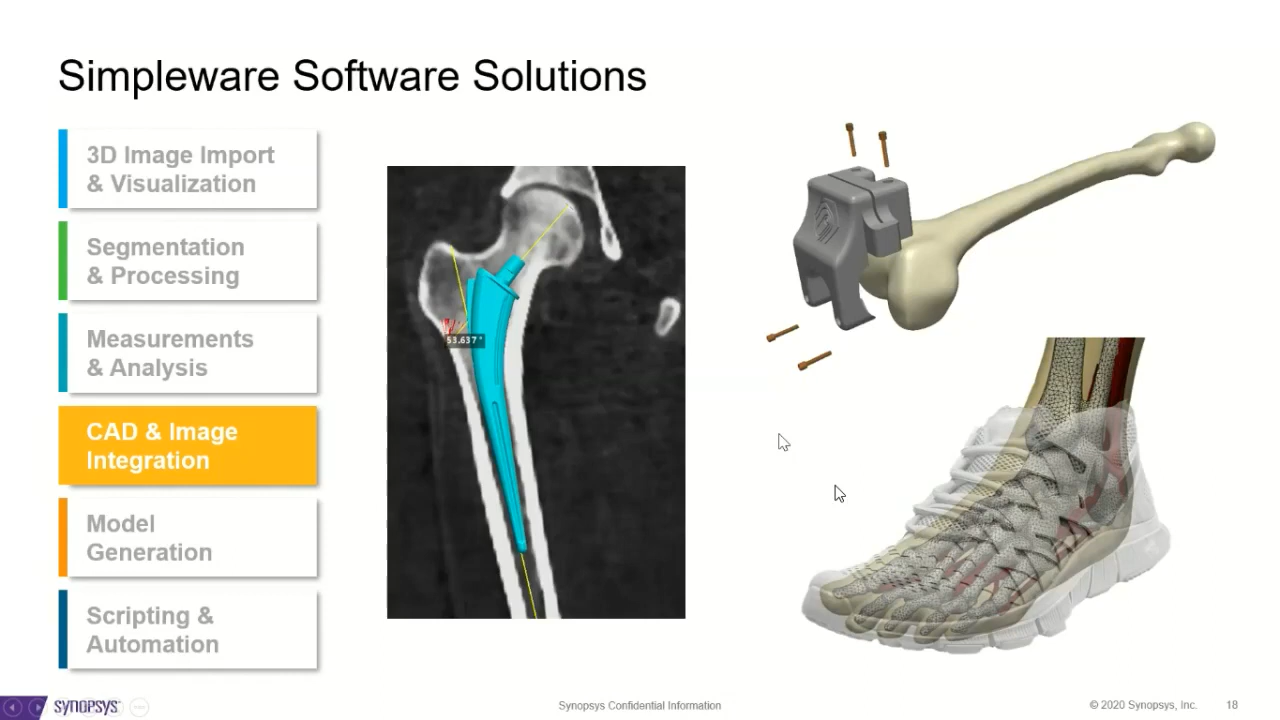 Simpleware Software Solutions
3D Image Import
& Visualization
Segmentation
& Processing
Measurements
& Analysis
CAD & Image
Integration
Model
Generation
Scripting &
Automation
53.637 °
SYNOPSYS
Synopsys Confidential Information
© 2020 Synopsys, Inc.
18